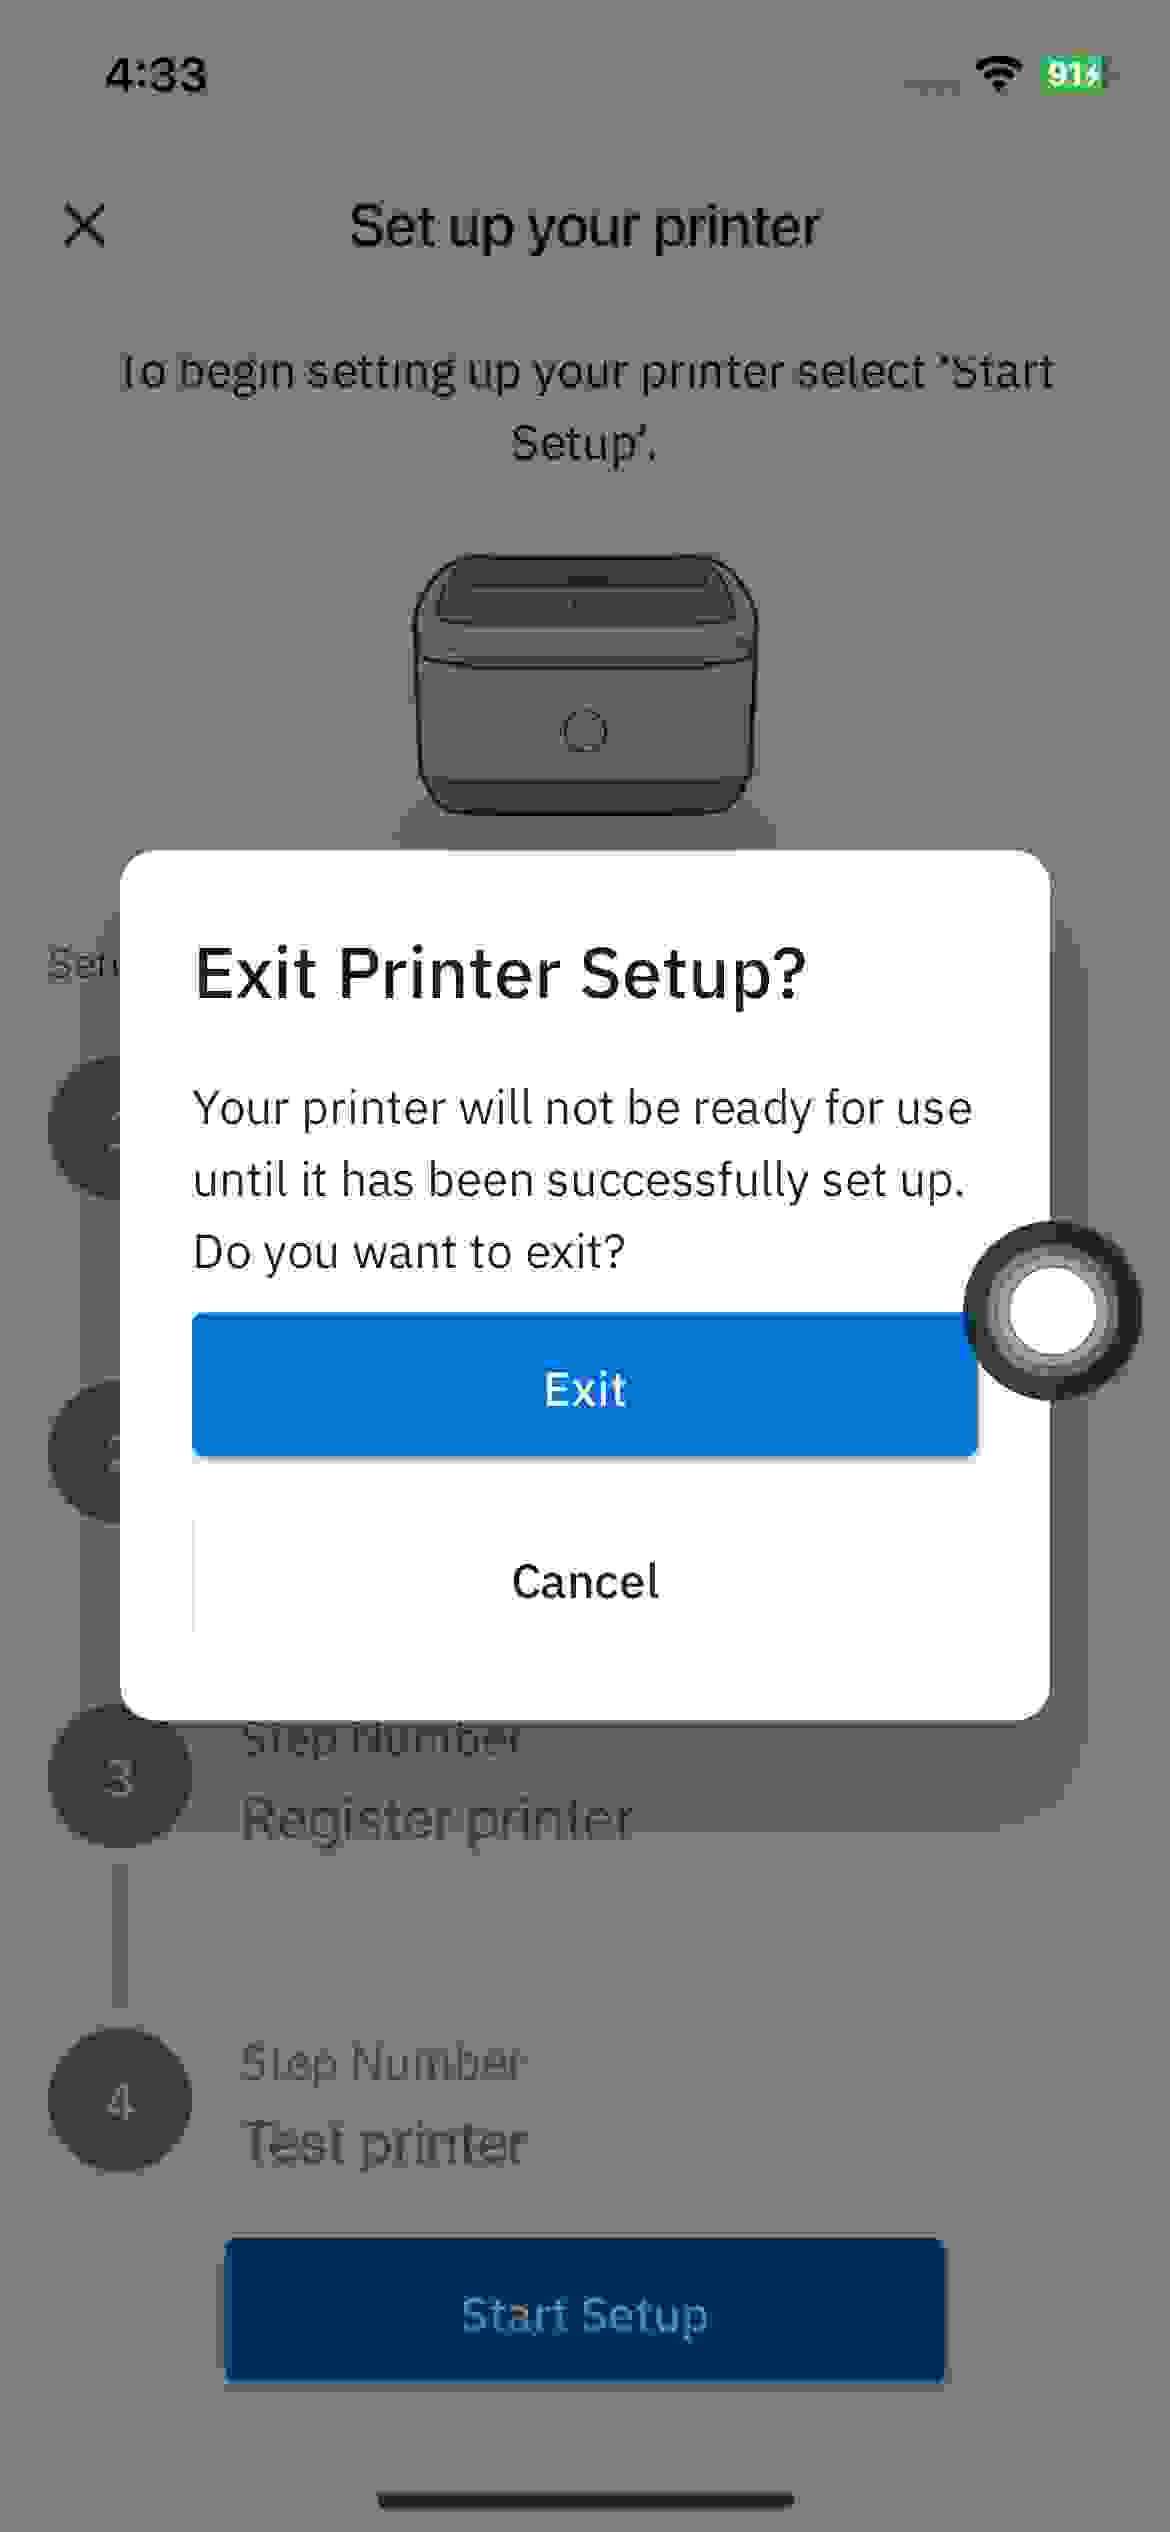 4:33
91
Set up your printer
To begin setting up your printer select "Start
Setup".
Exit Printer Setup?
Your printer will not be ready for use
until it has been successfully set up.
Do you want to exit?
Exit
Cancel
3
Step Number
Register printer
4
Step Number
Test printer
Start Setup